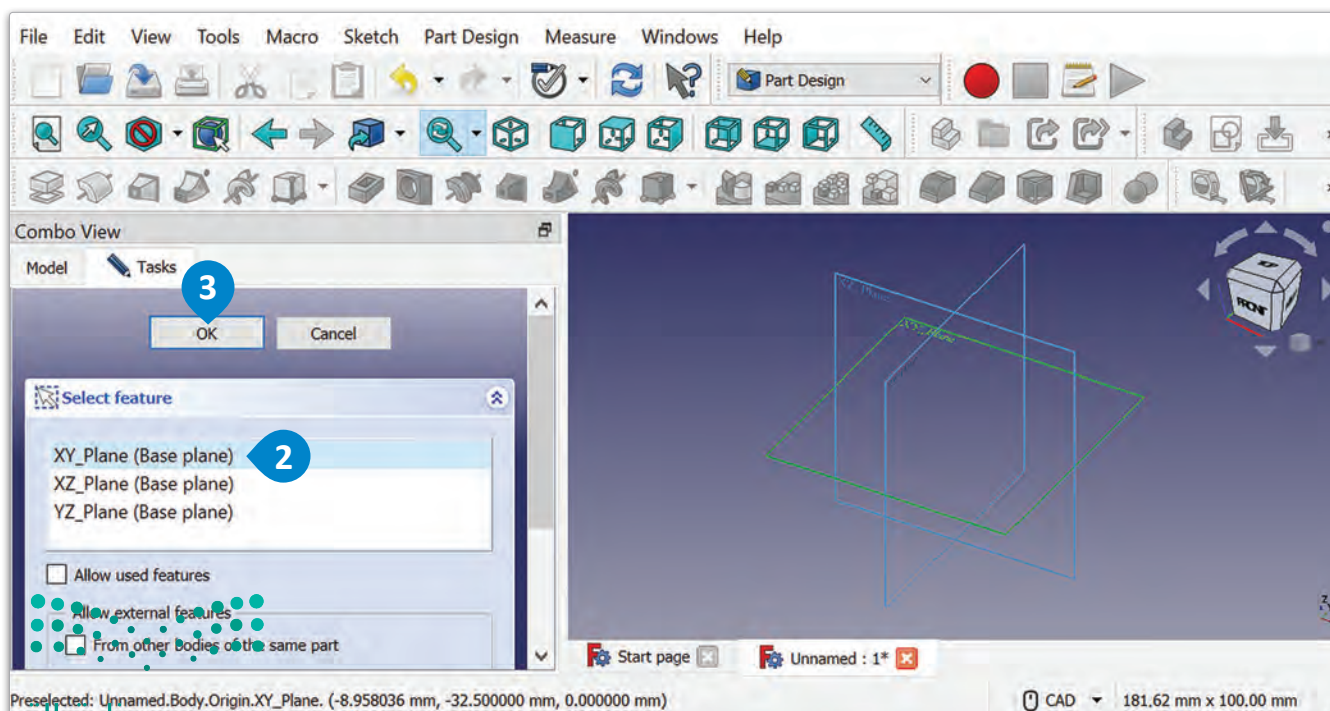 File Edit View Tools Macro Sketch Part Design Measure Windows Help
Part Design
Combo View
Model Tasks
3
OK Cancel
Select feature
XY_Plane (Base plane) 2
XZ_Plane (Base plane)
YZ_Plane (Base plane)
Allow used features
Allow external features
From other bodies of the same part
XY_Plane
FRONT
Z
Start page Unnamed : 1*
Preselected: Unnamed.Body.Origin.XY_Plane. (-8.958036 mm, -32.500000 mm, 0.000000 mm) CAD 181.62 mm x 100.00 mm